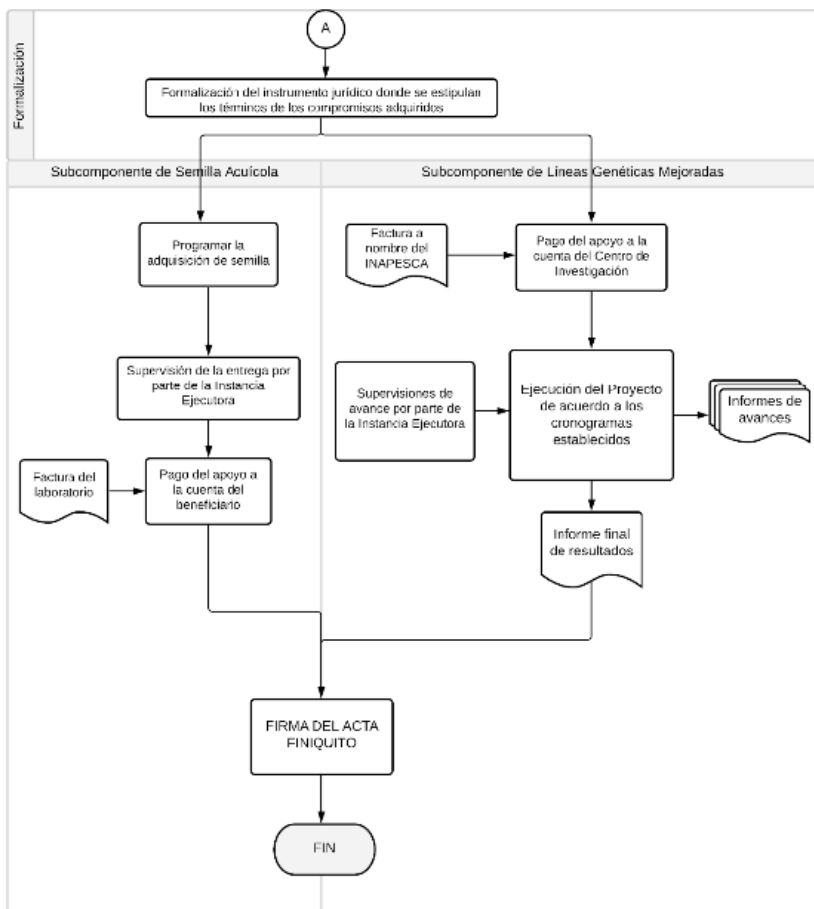 A
Formalización
Formalización del instrumento jurídico donde se estipulan
los términos de los compromisos adquiridos
Subcomponente de Semilla Acuícola
Subcomponente de Líneas Genéticas Mejoradas
Programar la
adquisición de semilla
Supervisión de la entrega por
parte de la Instancia
Ejecutora
Factura del
laboratorio
Pago del apoyo a
la cuenta del
beneficiario
Factura a
nombre del
INAPESCA
Pago del apoyo a la
cuenta del Centro de
Investigación
Supervisiones de
avance por parte de
la Instancia Ejecutora
Ejecución del Proyecto
de acuerdo a los
cronogramas
establecidos
Informes de
avances
Informe final
de resultados
FIRMA DEL ACTA
FINIQUITO
FIN